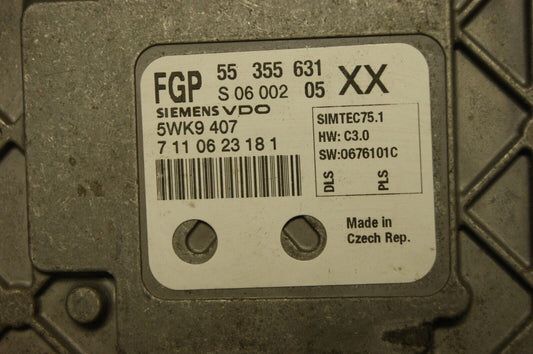 FGP 55 355 631 XX
S 06 002 05
SIEMENS VDO
5WK9 407
7 11 06 23 18 1
SIMTEC75.1
HW: C3.0
SW:0676101C
DLS PLS
Made in
Czech Rep.